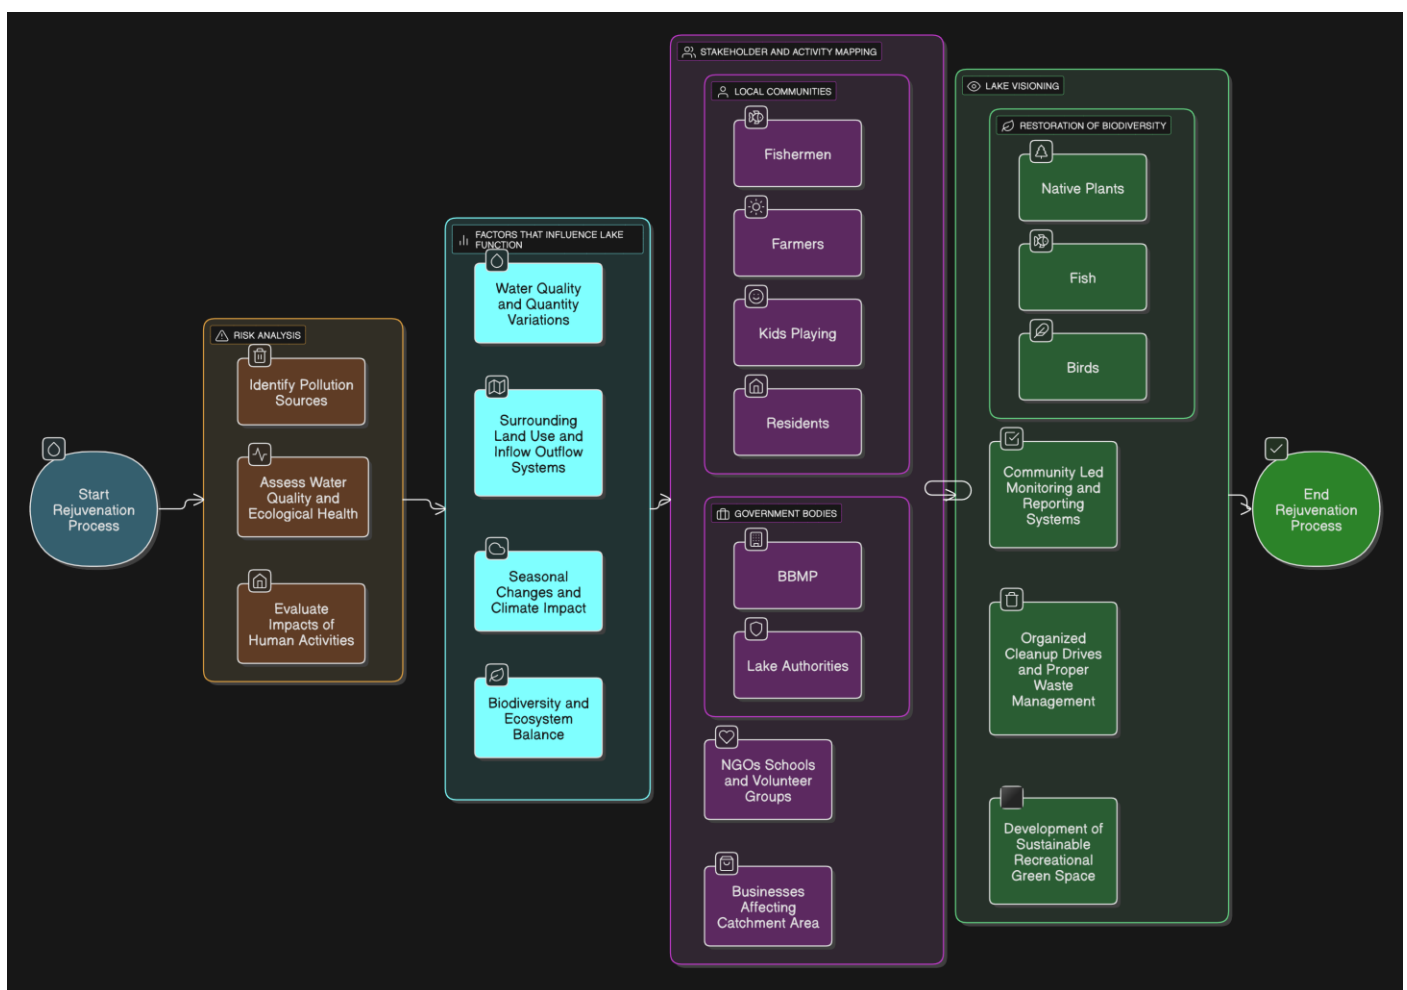 Start
Rejuvenation
Process
RISK ANALYSIS
Identify Pollution
Sources
Assess Water
Quality and
Ecological Health
Evaluate
Impacts of
Human Activities
FACTORS THAT INFLUENCE LAKE
FUNCTION
Water Quality
and Quantity
Variations
Surrounding
Land Use and
Inflow Outflow
Systems
Seasonal
Changes and
Climate Impact
Biodiversity and
Ecosystem
Balance
STAKEHOLDER AND ACTIVITY MAPPING
LOCAL COMMUNITIES
Fishermen
Farmers
Kids Playing
Residents
GOVERNMENT BODIES
BBMP
Lake Authorities
NGOs Schools
and Volunteer
Groups
Businesses
Affecting
Catchment Area
LAKE VISIONING
RESTORATION OF BIODIVERSITY
Native Plants
Fish
Birds
Community Led
Monitoring and
Reporting
Systems
Organized
Cleanup Drives
and Proper
Waste
Management
Development of
Sustainable
Recreational
Green Space
End
Rejuvenation
Process